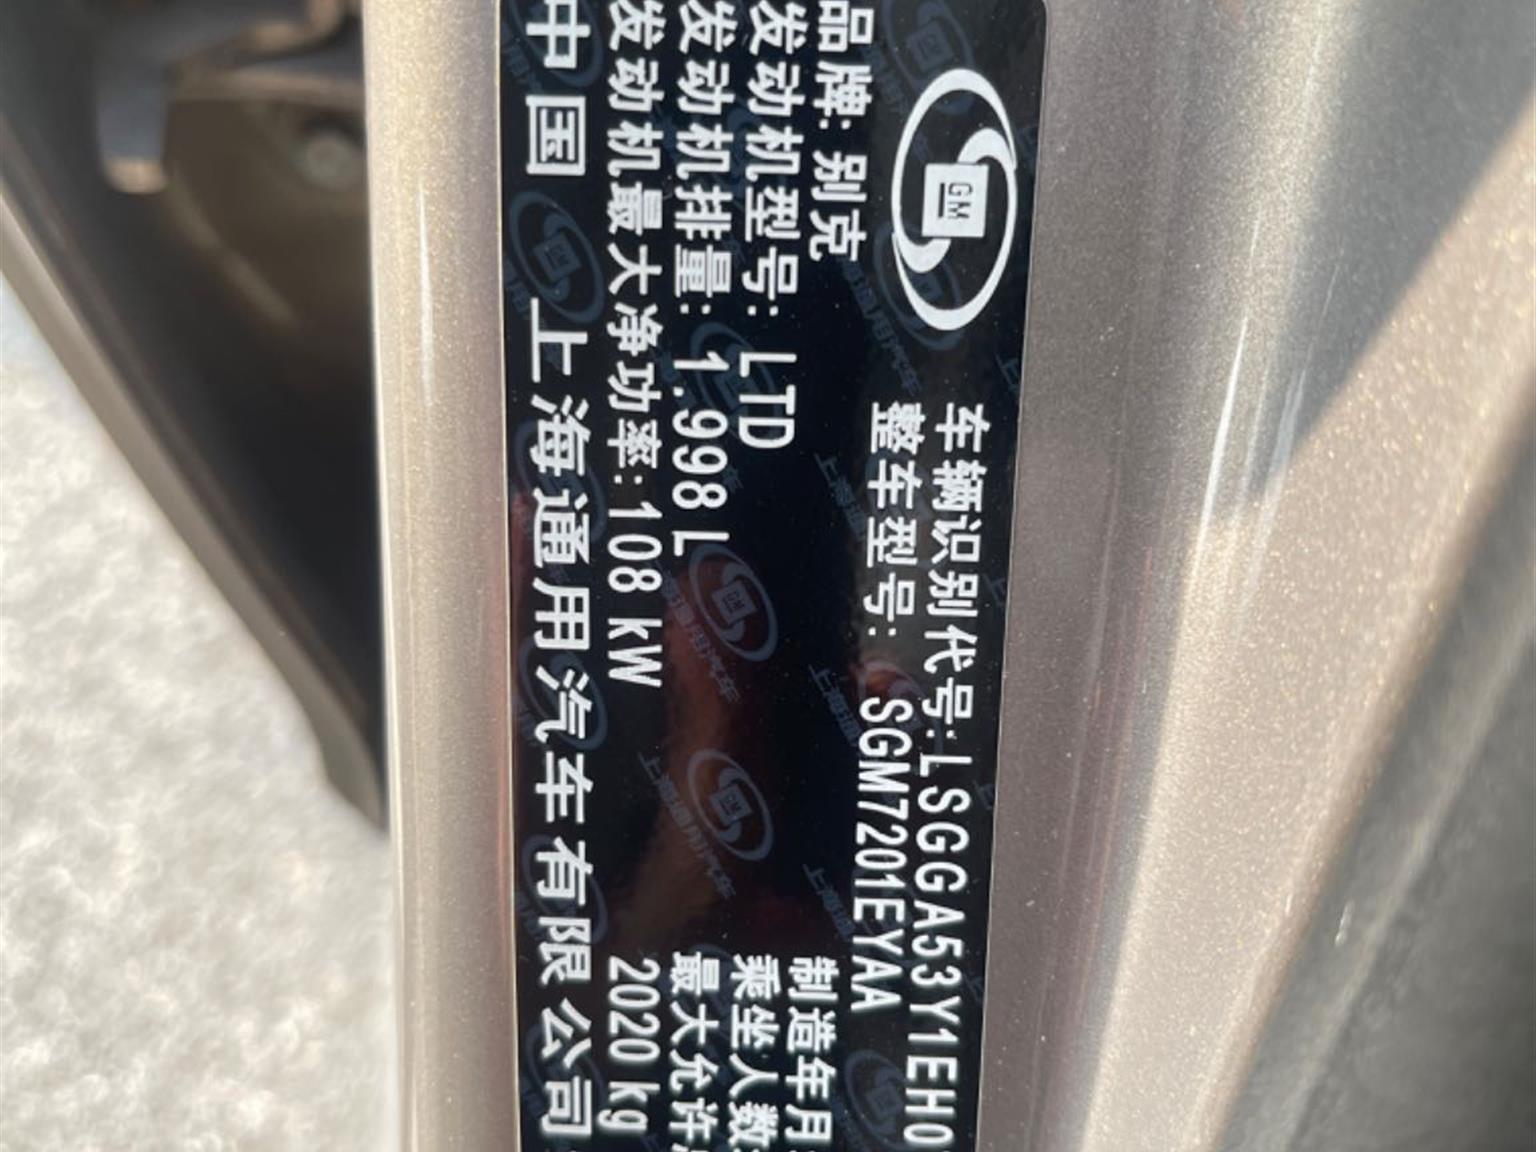 GM
车辆识别代号:LSGGA53Y1EH0
整车型号: SGM7201EYAA
品牌: 别克
制造年月
发动机型号: LTD
乘坐人数
发动机排量: 1.998 L
最大允许
发动机最大净功率:108 kW
2020 kg
中国 上海通用汽车有限公司